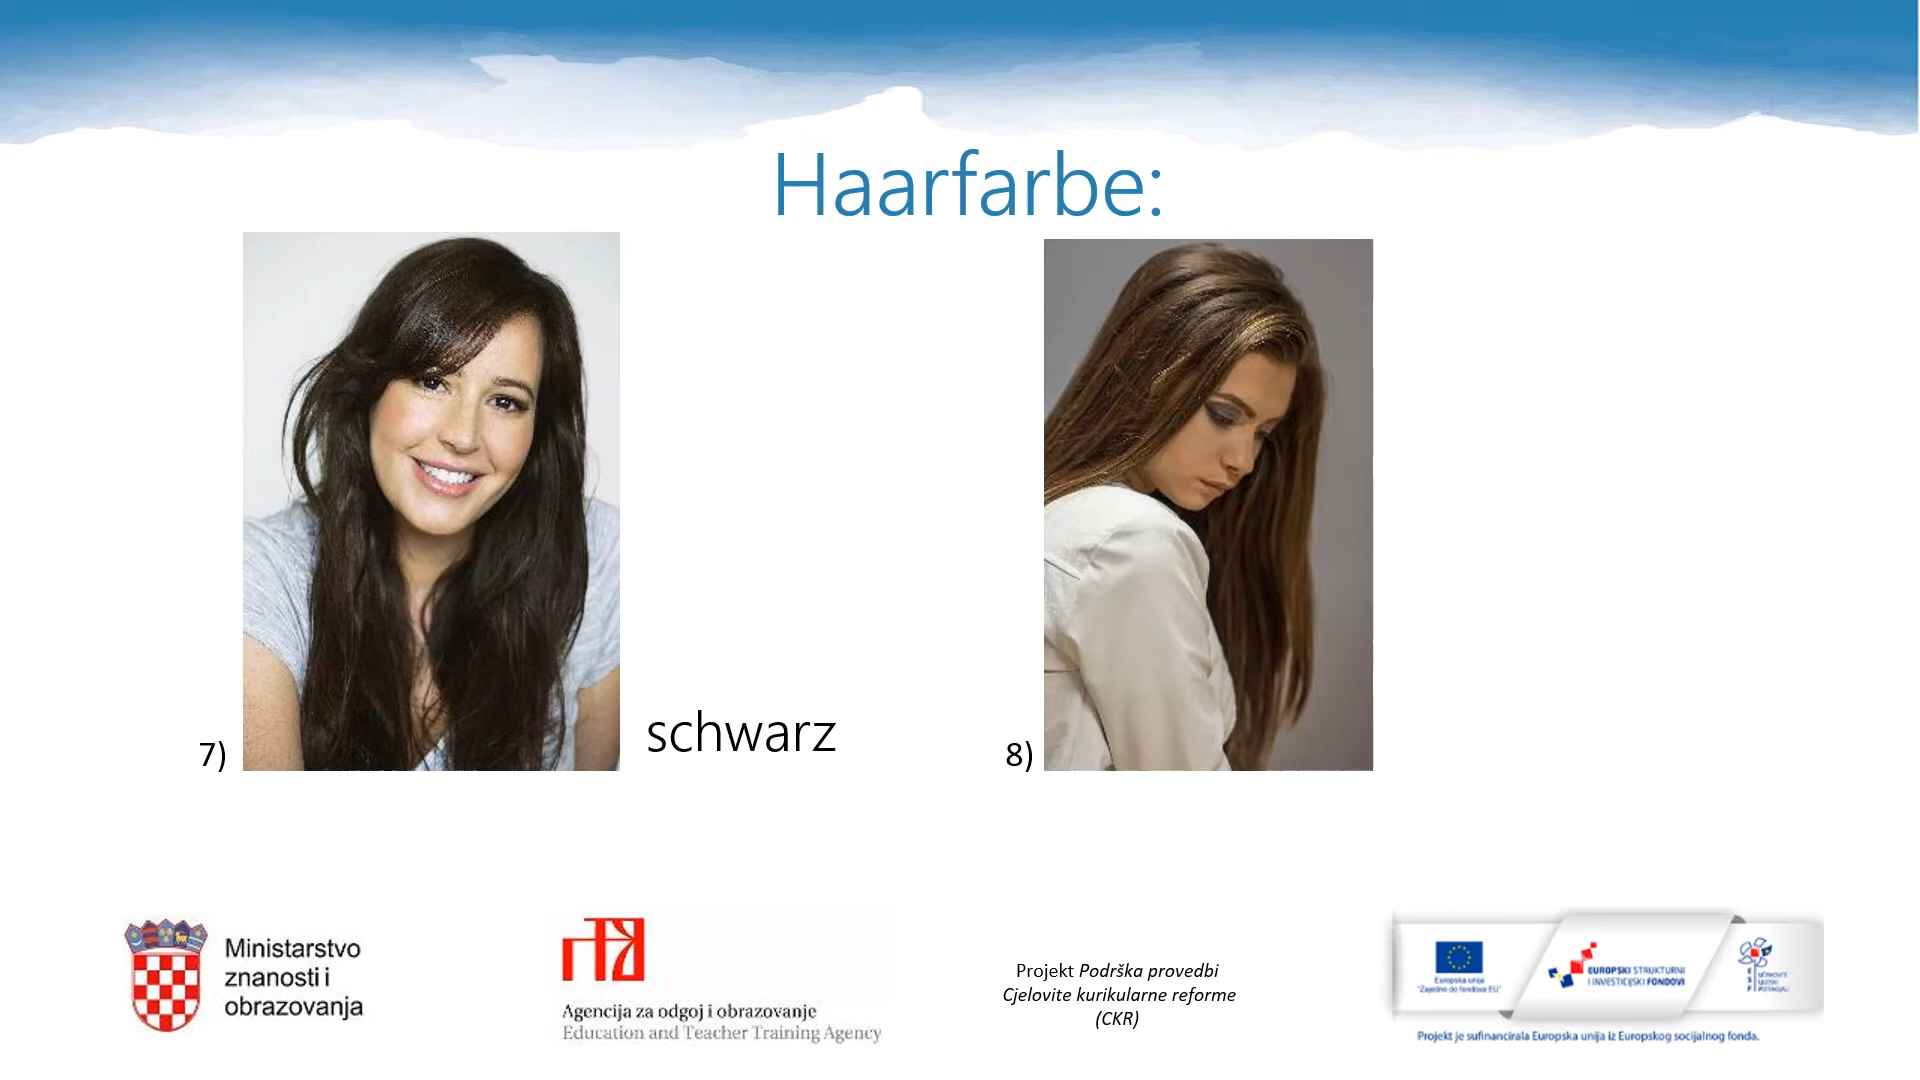 Haarfarbe:
7)
schwarz
8)
Ministarstvo
znanosti i
obrazovanja
Agencija za odgoj i obrazovanje
Education and Teacher Training Agency
Projekt Podrška provedbi
Cjelovite kurikularne reforme
(CKR)
Europska unija
"Zajedno do fondova EU"
EUROPSKI STRUKTURNI
I INVESTICIJSKI FONDOVI
Projekt je sufinancirala Europska unija iz Europskog socijalnog fonda.